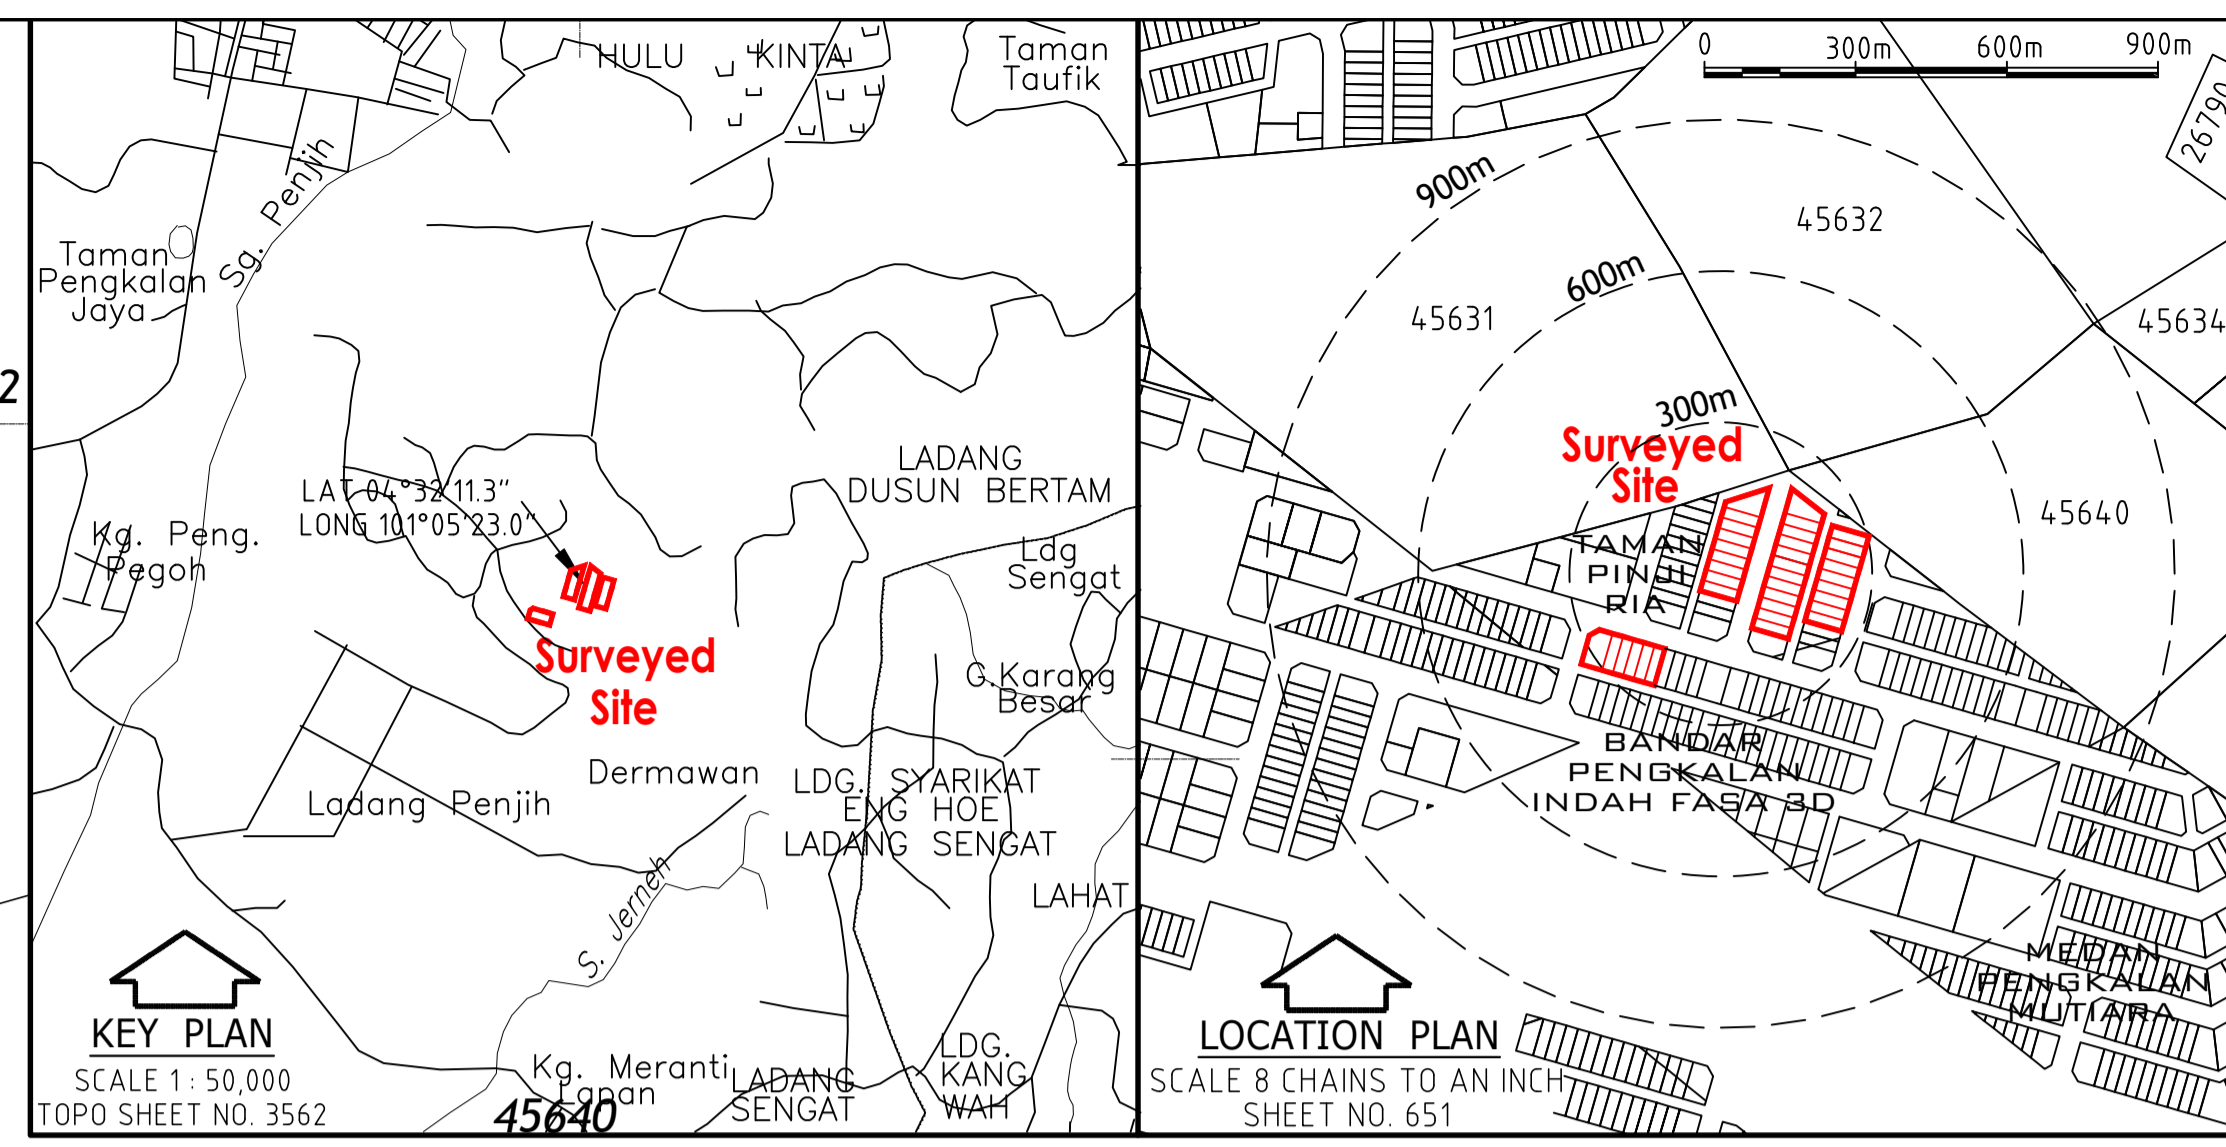 HULU KINTA
Taman
Taufik
Sg. Penjih
Taman
Pengkalan
Jaya
2
LADANG
DUSUN BERTAM
LAT 04°32'11.3"
LONG 101°05'23.0"
Kg. Peng.
Pegoh
Ldg
Sengat
Surveyed
Site
G.Karang
Besar
Dermawan
Ladang Penjih
LDG. SYARIKAT
ENG HOE
LADANG SENGAT
S. Jerneh
LAHAT
KEY PLAN
SCALE 1 : 50,000
TOPO SHEET NO. 3562
Kg. Meranti
Lapan
45640
LADANG
SENGAT
LDG.
KANG
WAH
0 300m 600m 900m
26790
900m
45632
600m
45631
45634
300m
Surveyed
Site
45640
TAMAN
PINJI
RIA
BANDAR
PENGKALAN
INDAH FASA 3D
MEDAN
PENGKALAN
MUTIARA
LOCATION PLAN
SCALE 8 CHAINS TO AN INCH
SHEET NO. 651